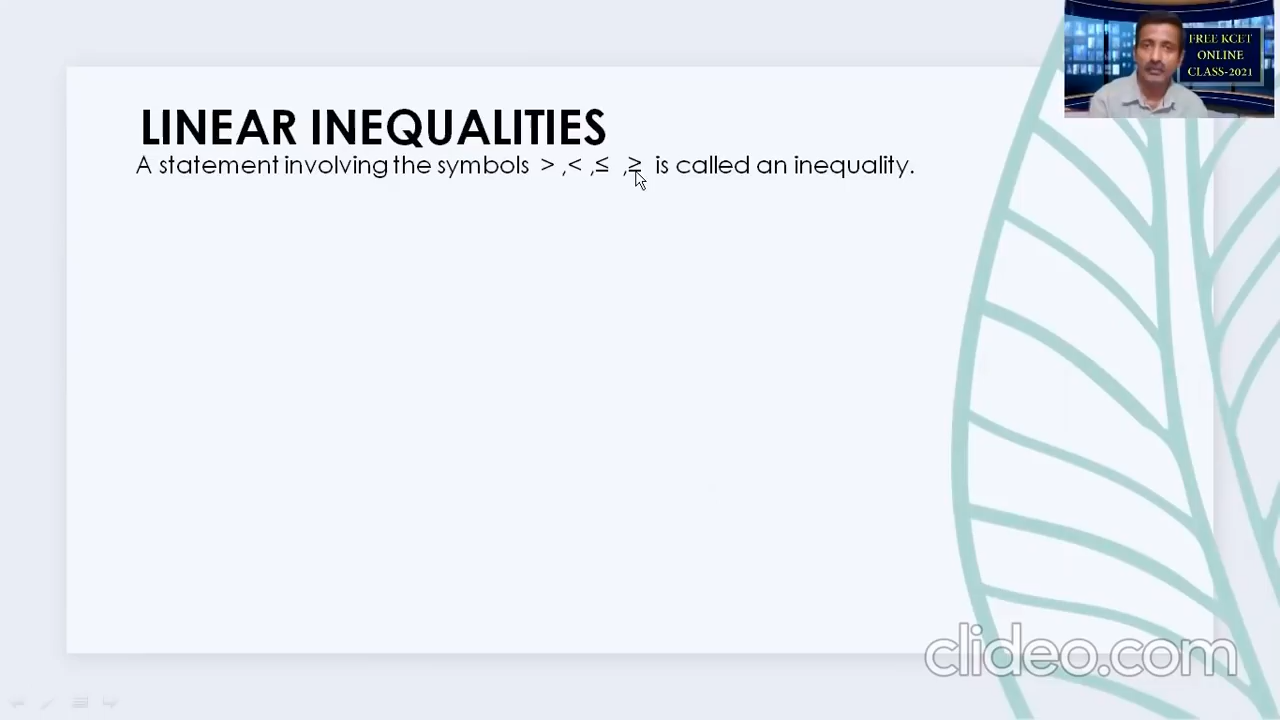 FREE KCET
ONLINE
CLASS-2021
LINEAR INEQUALITIES
A statement involving the symbols > ,< ,≤ ,≥ is called an inequality.
clideo.com